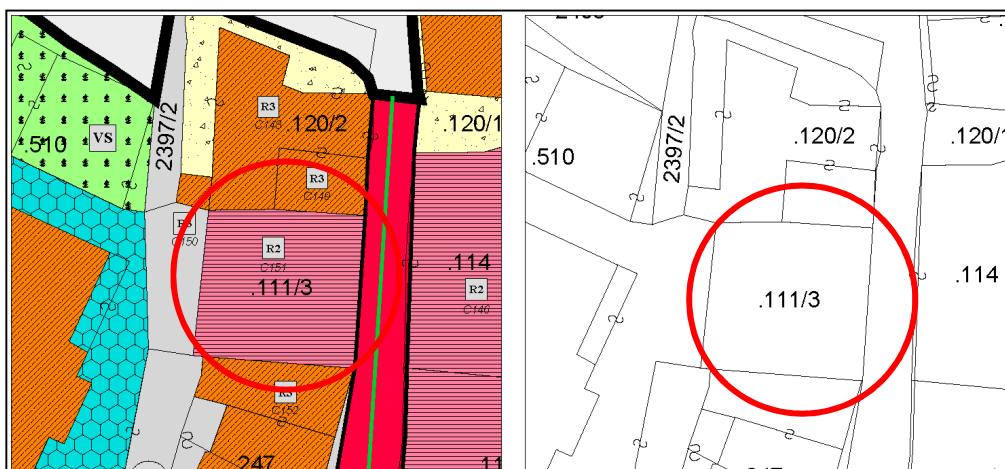 R3
C148
.120/2
.120/1
VS
.510
2397/2
R3
C149
R3
C150
R2
C151
.111/3
.114
R2
C140
R3
C152
247
11
.120/2
.120/1
.510
2397/2
.111/3
.114